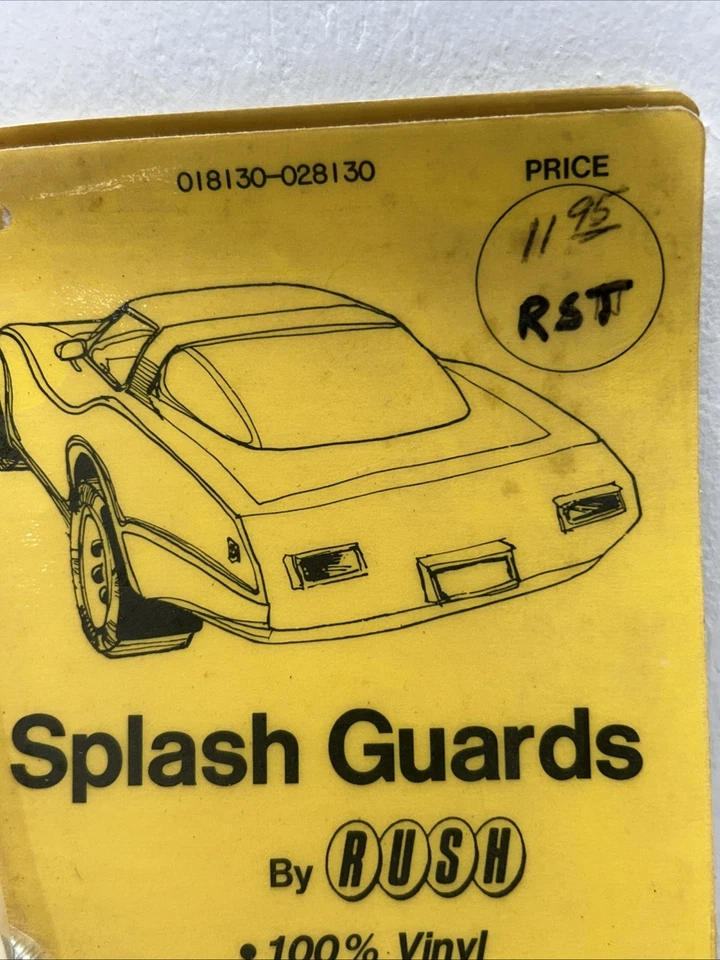 018130-028130
PRICE
11 95
RSTT
Splash Guards
By RUSH
• 100% Vinyl